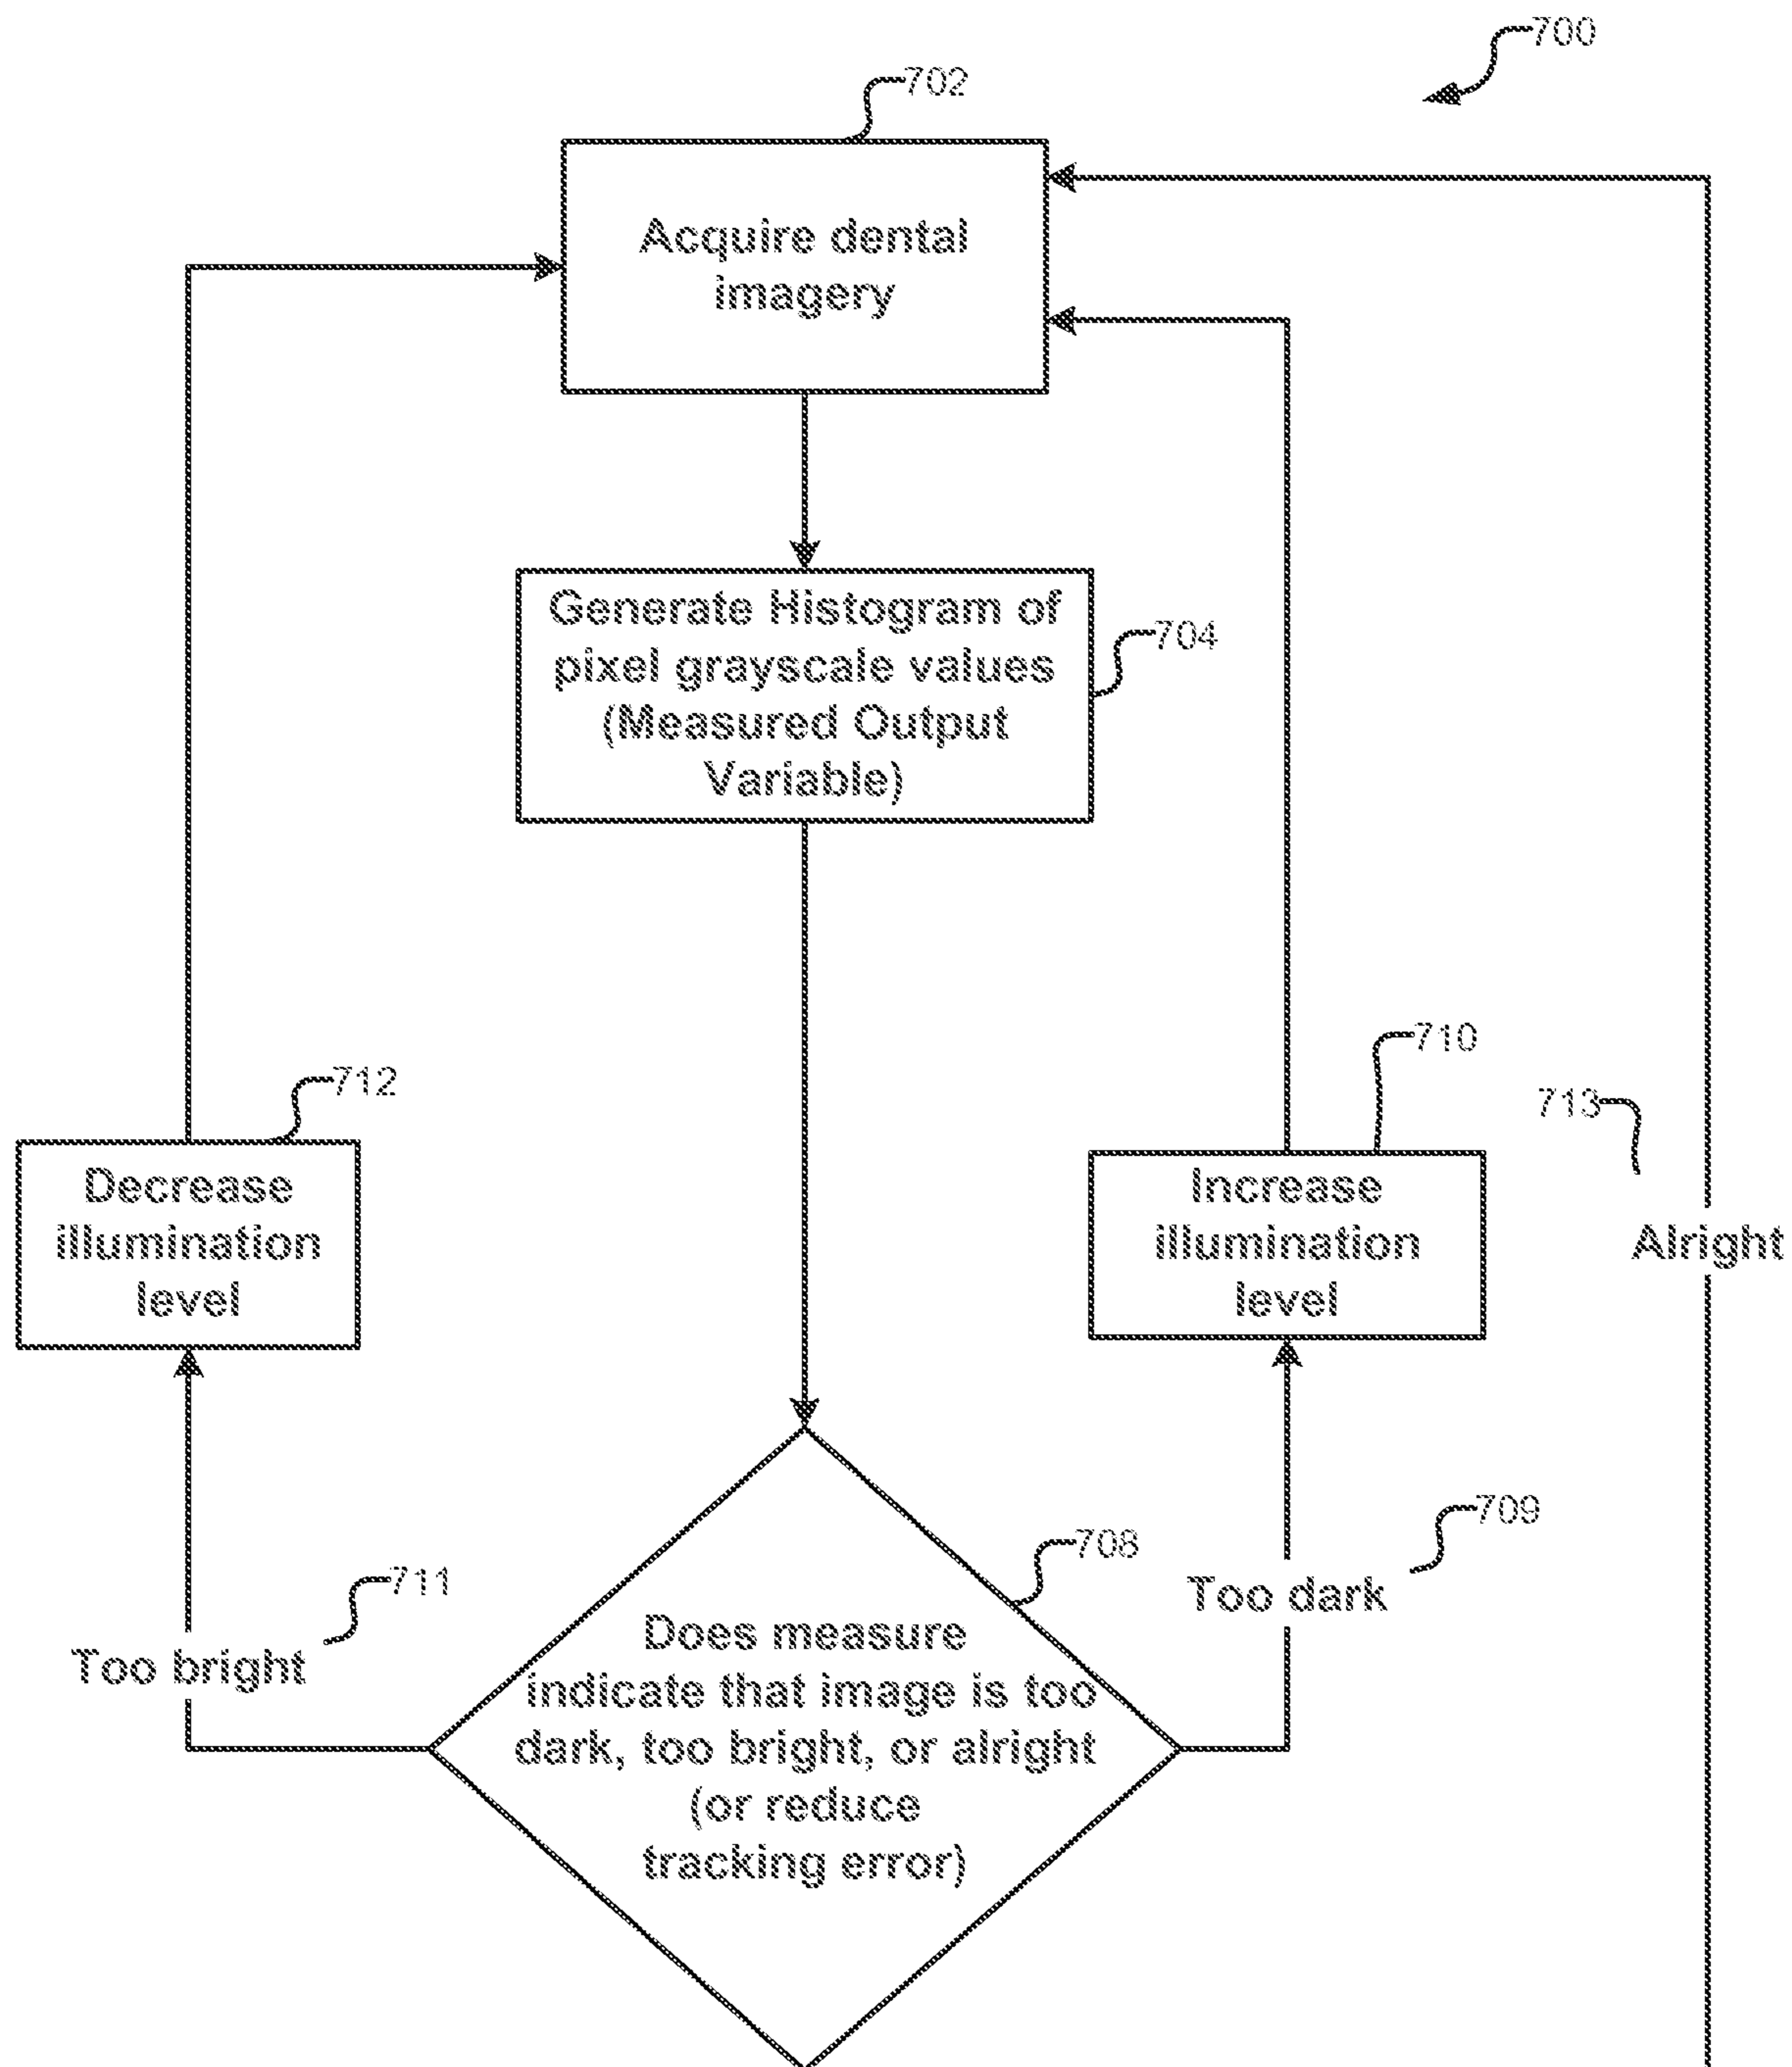 700
702
Acquire dental
imagery
Generate Histogram of
pixel grayscale values
(Measured Output
Variable)
704
712
Decrease
illumination
level
710
Increase
illumination
level
713
Alright
711
Too bright
708
Does measure
indicate that image is too
dark, too bright, or alright
(or reduce
tracking error)
709
Too dark